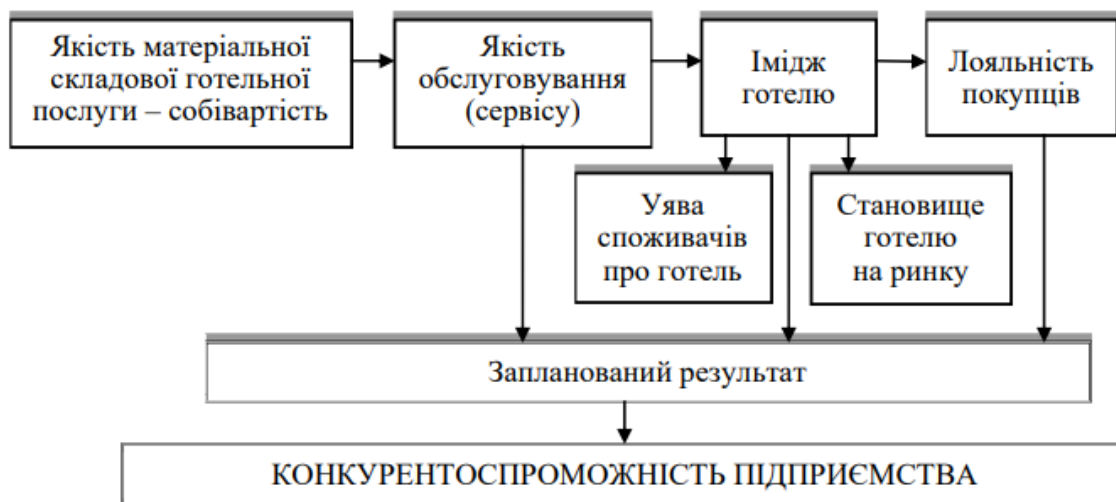 Якість матеріальної
складової готельної
послуги – собівартість
Якість
обслуговування
(сервісу)
Імідж
готелю
Лояльність
покупців
Уява
споживачів
про готель
Становище
готелю
на ринку
Запланований результат
КОНКУРЕНТОСПРОМОЖНІСТЬ ПІДПРИЄМСТВА